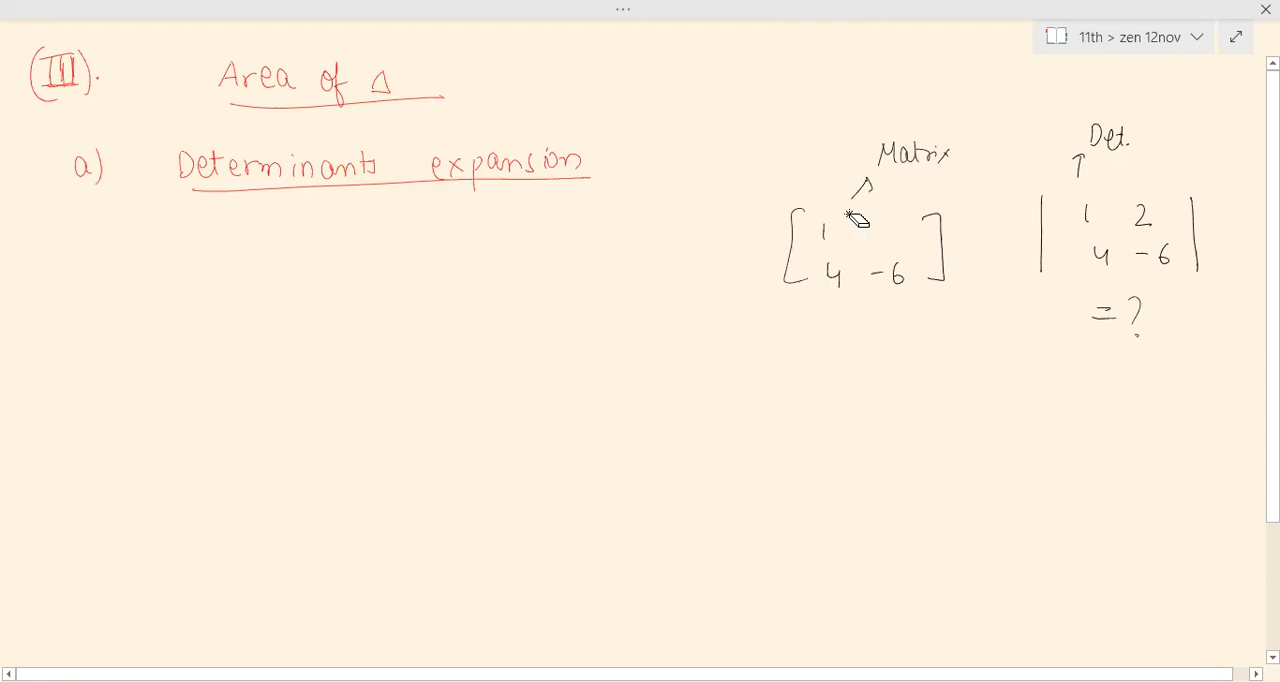 11th > zen 12nov
(III). Area of Δ
a) Determinants expansion
Matrix
[ 1
4 -6 ]
Det.
| 1 2 |
| 4 -6 |
= ?